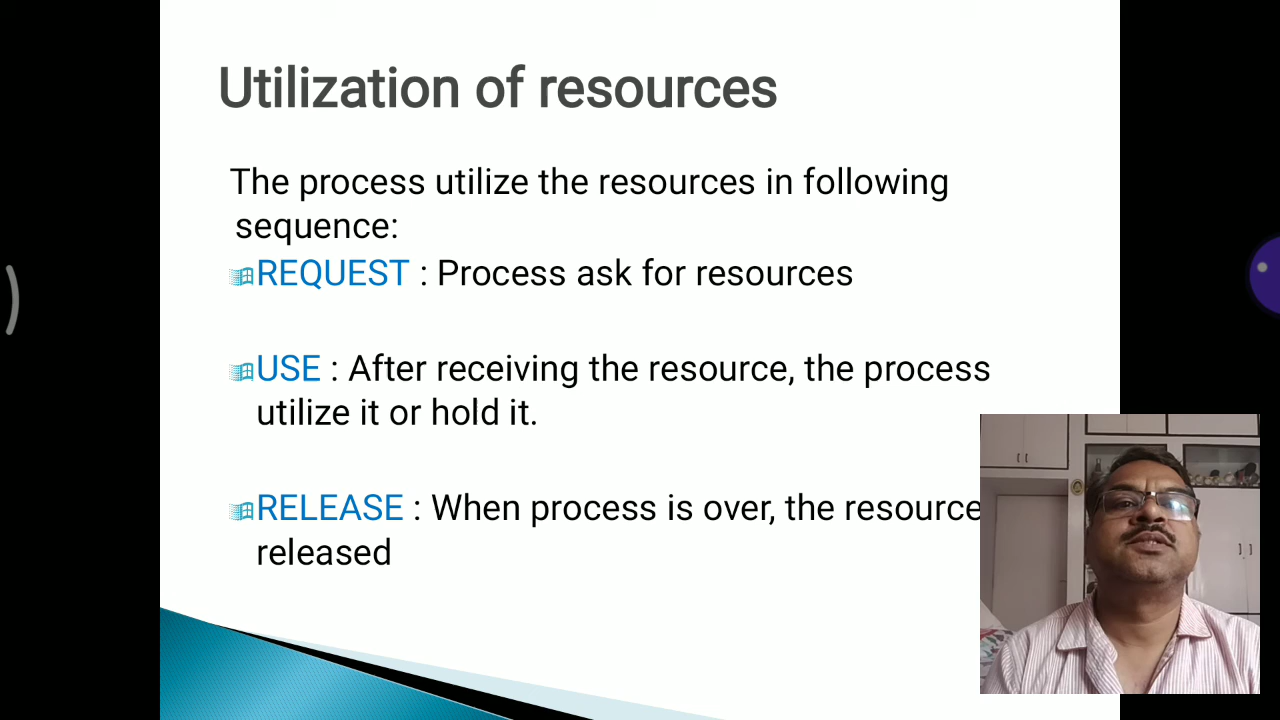 Utilization of resources
The process utilize the resources in following
sequence:
REQUEST : Process ask for resources
USE : After receiving the resource, the process
utilize it or hold it.
RELEASE : When process is over, the resource
released